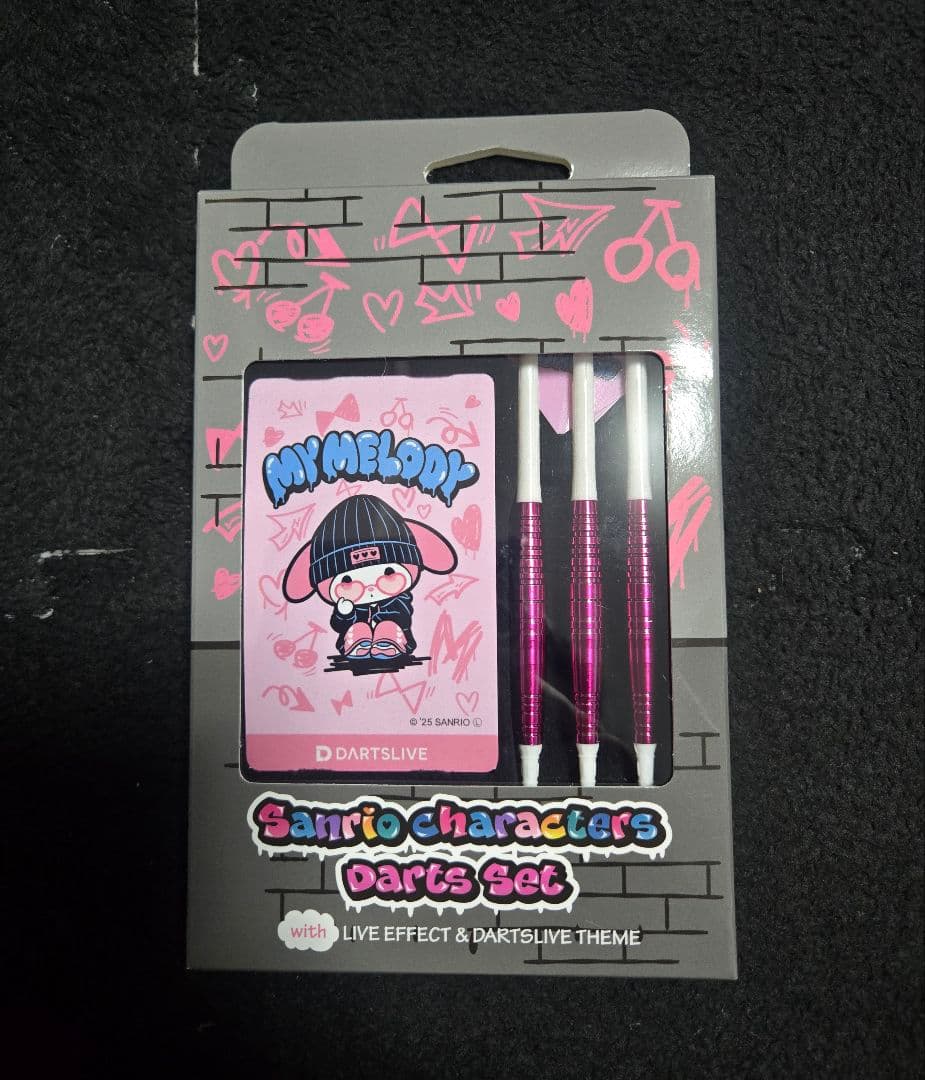 MY MELODY
© '25 SANRIO Ⓛ
DARTSLIVE
Sanrio characters
Darts Set
with LIVE EFFECT & DARTSLIVE THEME